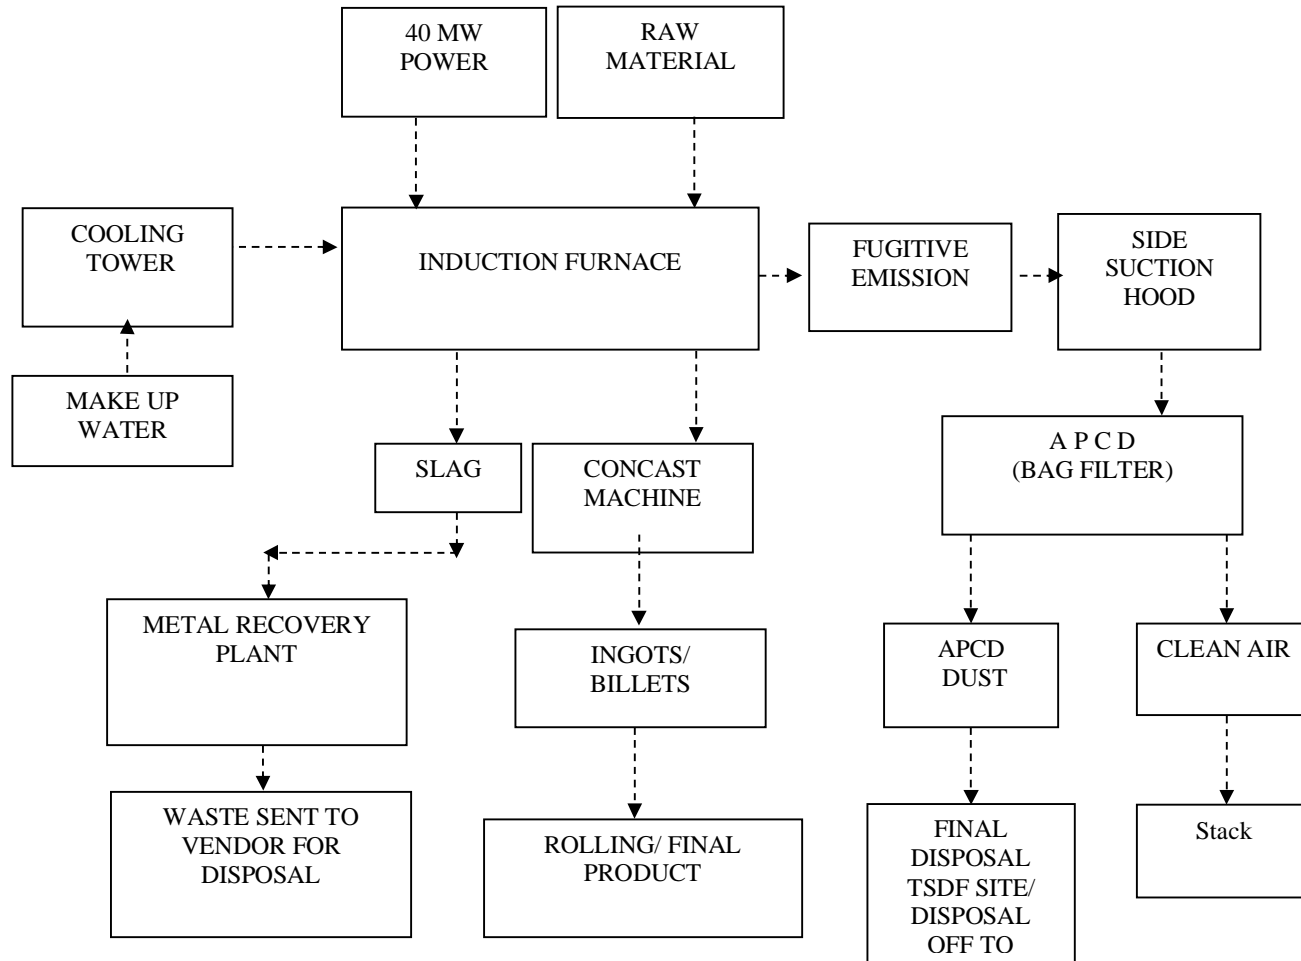 40 MW
POWER
RAW
MATERIAL
COOLING
TOWER
INDUCTION FURNACE
FUGITIVE
EMISSION
SIDE
SUCTION
HOOD
MAKE UP
WATER
SLAG
CONCAST
MACHINE
A P C D
(BAG FILTER)
METAL RECOVERY
PLANT
INGOTS/
BILLETS
APCD
DUST
CLEAN AIR
WASTE SENT TO
VENDOR FOR
DISPOSAL
ROLLING/ FINAL
PRODUCT
FINAL
DISPOSAL
TSDF SITE/
DISPOSAL
OFF TO
Stack